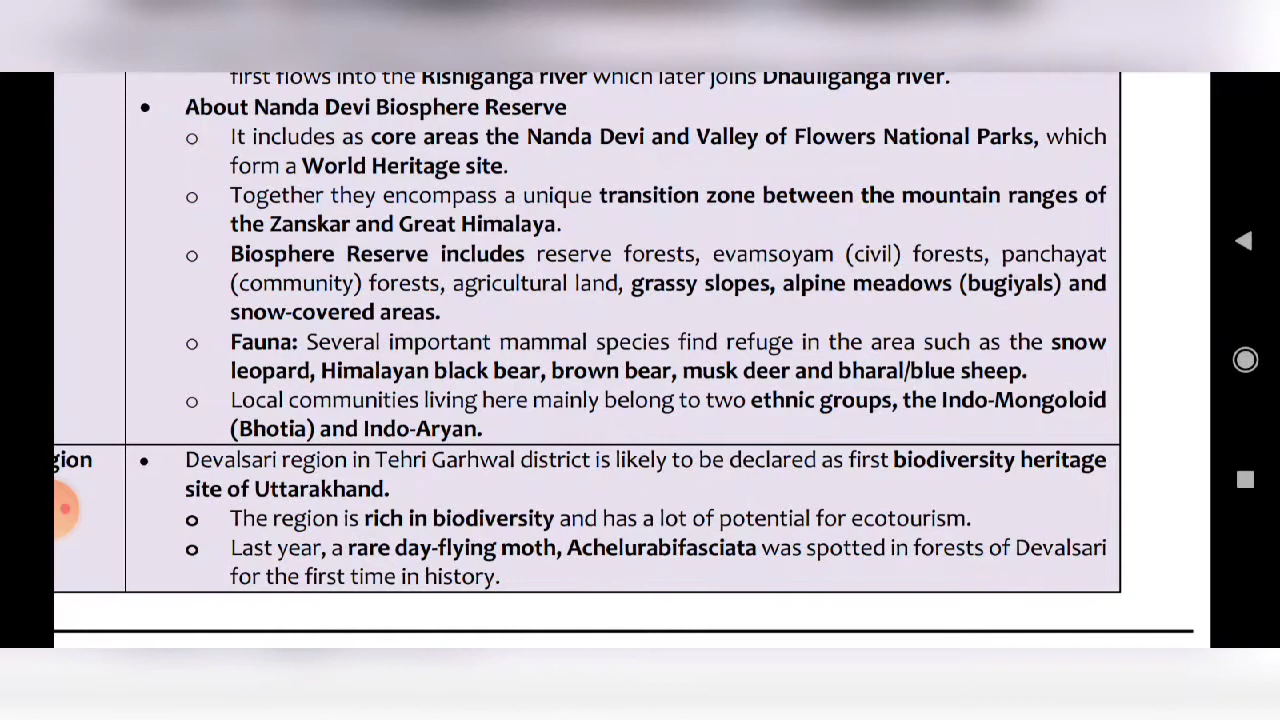 first flows into the Rishiganga river which later joins Dhauliganga river.
• About Nanda Devi Biosphere Reserve
o It includes as core areas the Nanda Devi and Valley of Flowers National Parks, which
form a World Heritage site.
o Together they encompass a unique transition zone between the mountain ranges of
the Zanskar and Great Himalaya.
o Biosphere Reserve includes reserve forests, evamsoyam (civil) forests, panchayat
(community) forests, agricultural land, grassy slopes, alpine meadows (bugiyals) and
snow-covered areas.
o Fauna: Several important mammal species find refuge in the area such as the snow
leopard, Himalayan black bear, brown bear, musk deer and bharal/blue sheep.
o Local communities living here mainly belong to two ethnic groups, the Indo-Mongoloid
(Bhotia) and Indo-Aryan.
gion
• Devalsari region in Tehri Garhwal district is likely to be declared as first biodiversity heritage
site of Uttarakhand.
o The region is rich in biodiversity and has a lot of potential for ecotourism.
o Last year, a rare day-flying moth, Achelurabifasciata was spotted in forests of Devalsari
for the first time in history.